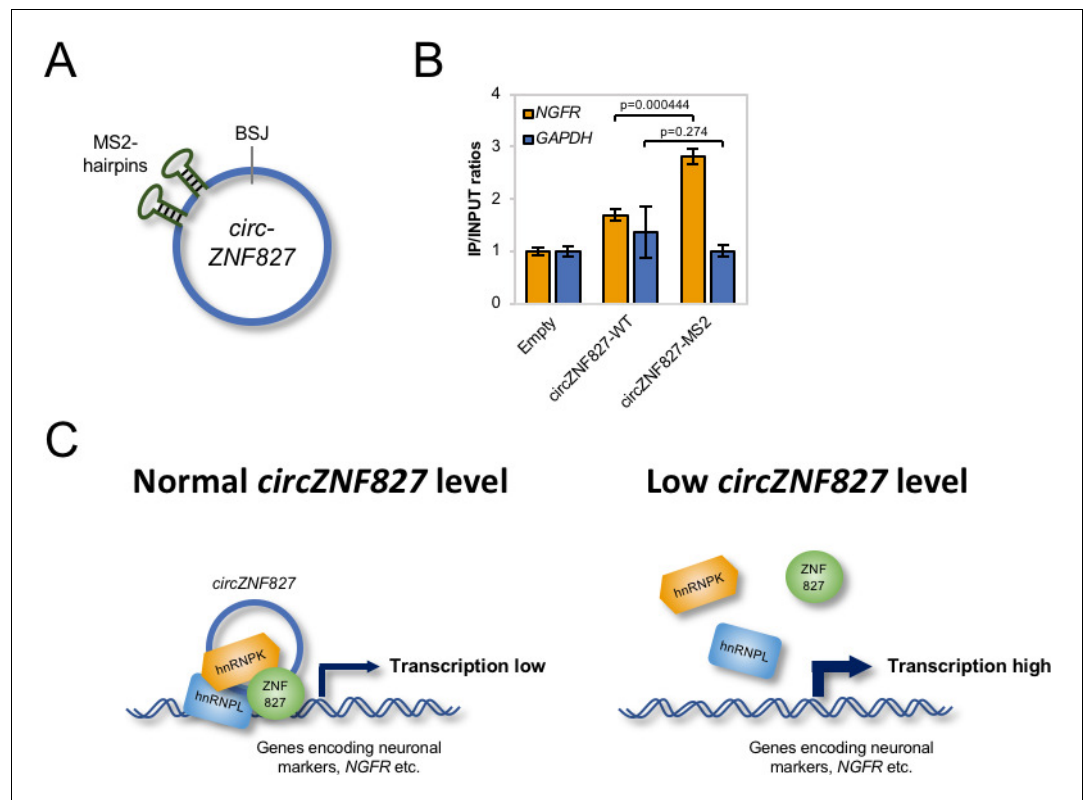 A
MS2-
hairpins
BSJ
circ-
ZNF827
B
4
3
2
1
0
IP/INPUT ratios
NGFR
GAPDH
p=0.000444
p=0.274
Empty
circZNF827-WT
circZNF827-MS2
C
Normal circZNF827 level
circZNF827
hnRNPK
hnRNPL
ZNF
827
Transcription low
Genes encoding neuronal
markers, NGFR etc.
Low circZNF827 level
hnRNPK
ZNF
827
hnRNPL
Transcription high
Genes encoding neuronal
markers, NGFR etc.